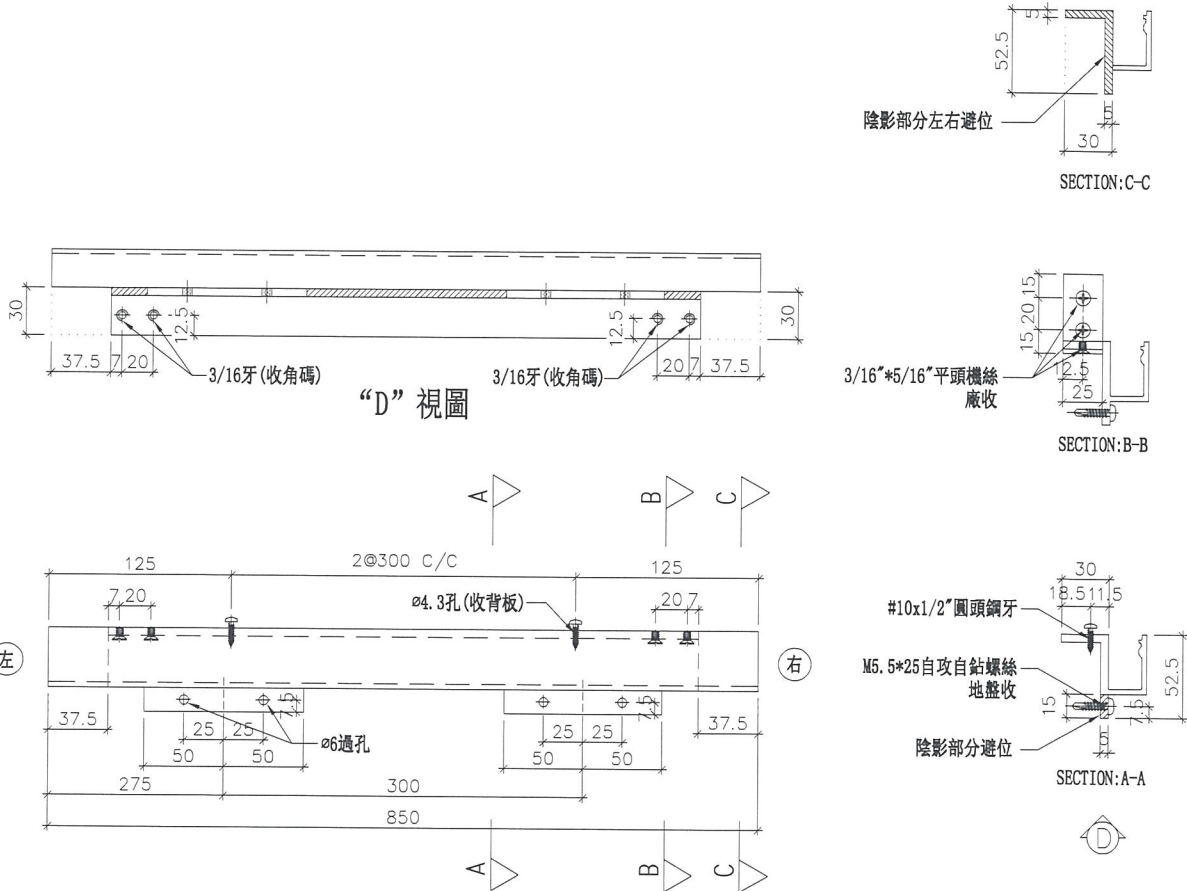 5
52.5
陰影部分左右避位
5
30
SECTION:C-C
30
12.5
12.5
30
37.5
7
20
3/16牙(收角碼)
3/16牙(收角碼)
20
7
37.5
“D”視圖
15
20
15
3/16"*5/16"平頭機絲
廠收
12.5
25
SECTION:B-B
A
B
C
125
2@300 C/C
125
7
20
ø4.3孔(收背板)
20
7
左
右
37.5
7.5
7.5
37.5
25
25
ø6過孔
25
25
50
50
50
50
275
300
850
A
B
C
30
18.5
11.5
#10x1/2"圓頭鋼牙
M5.5*25自攻自鉆螺絲
地盤收
15
7.5
52.5
陰影部分避位
5
SECTION:A-A
D